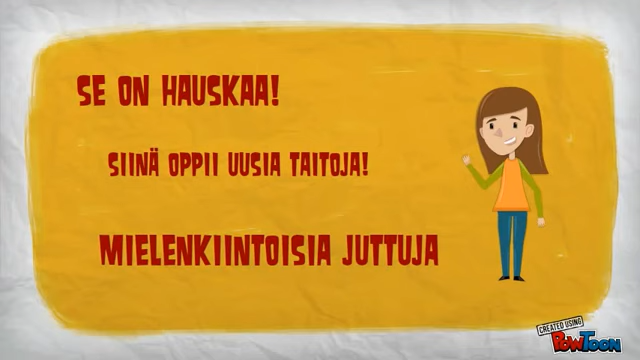 SE ON HAUSKAA!
SIINÄ OPPII UUSIA TAITOJA!
MIELENKIINTOISIA JUTTUJA
CREATED USING
POWTOON